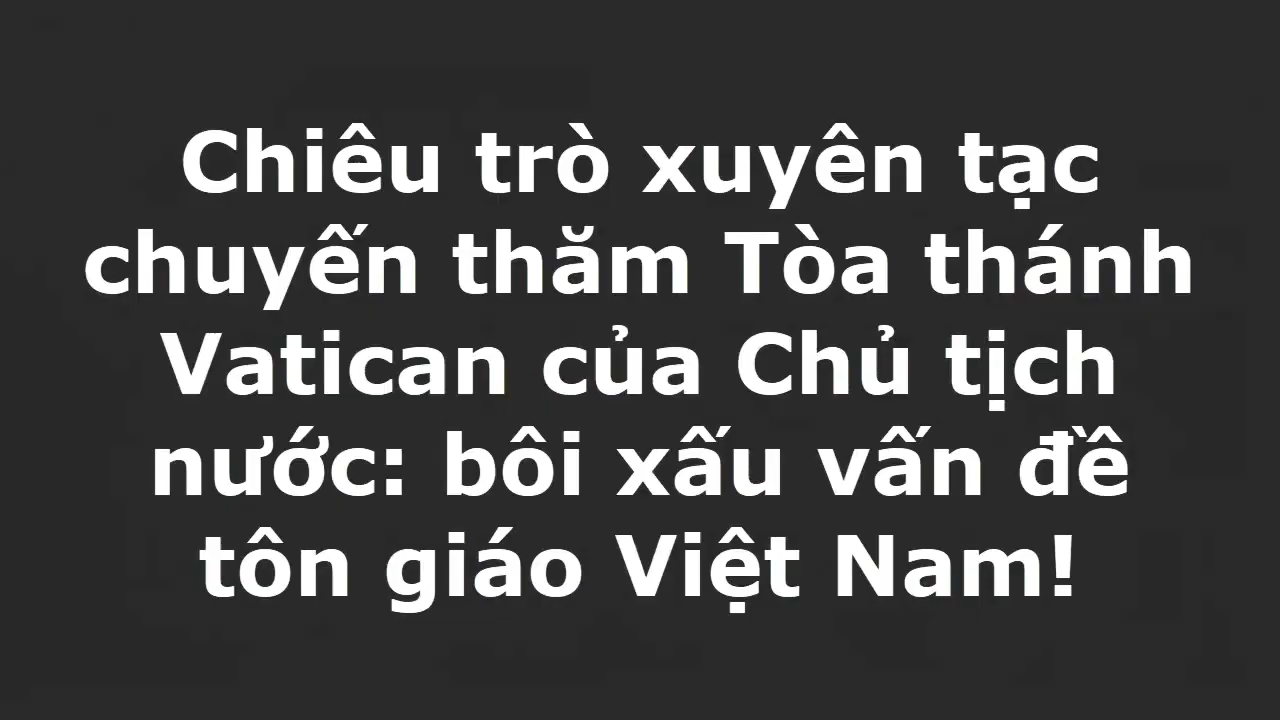 Chiêu trò xuyên tạc
chuyến thăm Tòa thánh
Vatican của Chủ tịch
nước: bôi xấu vấn đề
tôn giáo Việt Nam!